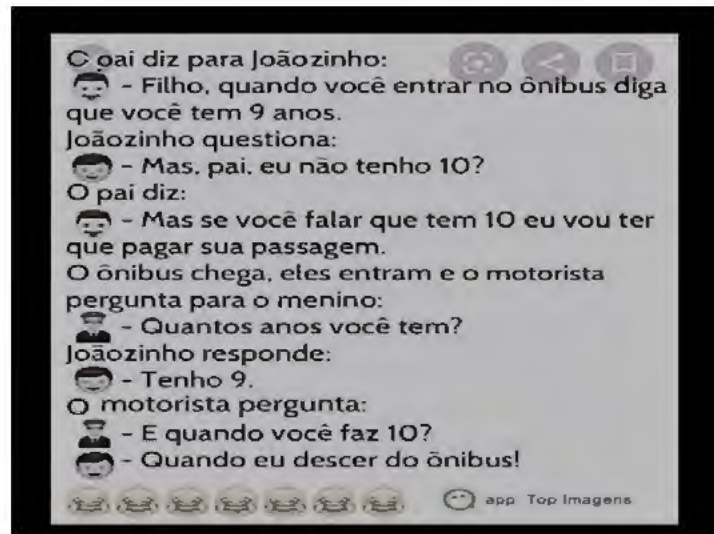 O pai diz para Joãozinho:
- Filho, quando você entrar no ônibus diga
que você tem 9 anos.
Joãozinho questiona:
- Mas, pai, eu não tenho 10?
O pai diz:
- Mas se você falar que tem 10 eu vou ter
que pagar sua passagem.
O ônibus chega, eles entram e o motorista
pergunta para o menino:
- Quantos anos você tem?
Joãozinho responde:
- Tenho 9.
O motorista pergunta:
- E quando você faz 10?
- Quando eu descer do ônibus!
app Top Imagens